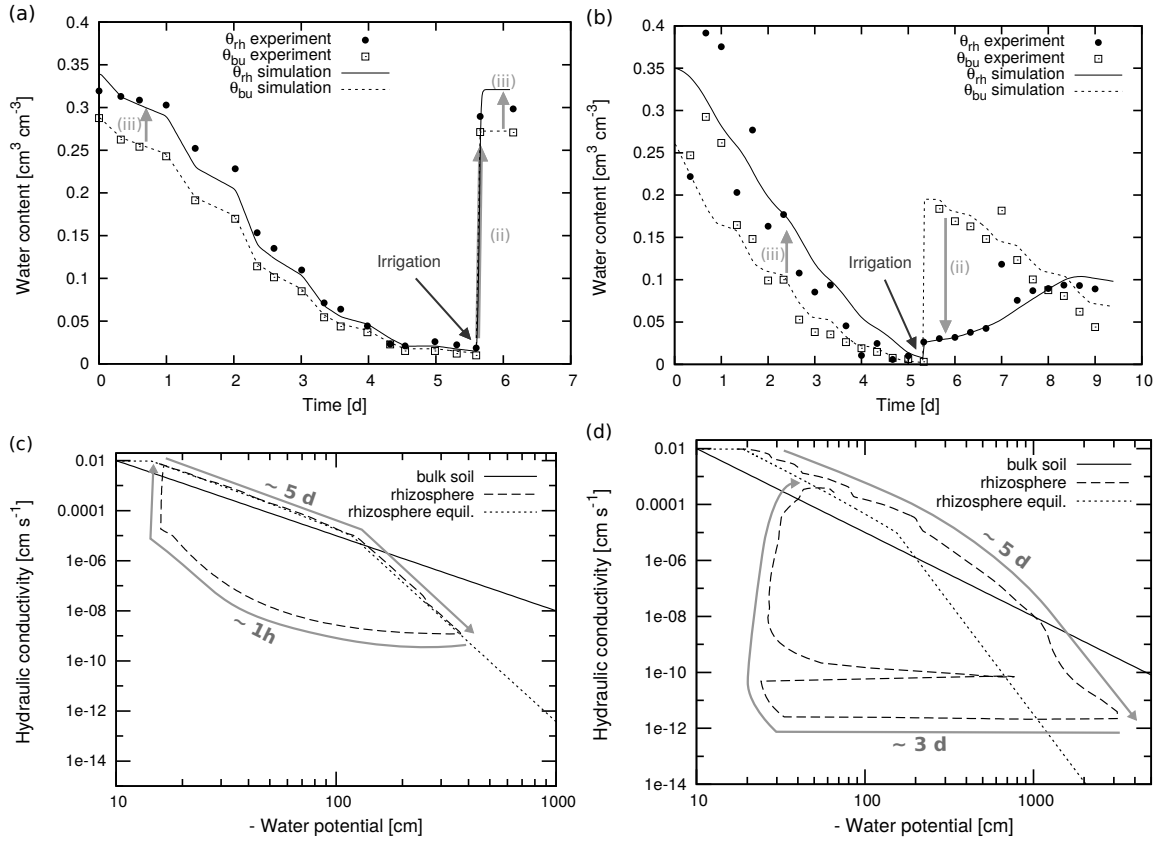 (a)
Water content [cm³ cm⁻³]
0.4
0.35
0.3
0.25
0.2
0.15
0.1
0.05
0
0 1 2 3 4 5 6 7
Time [d]
θrh experiment
θbu experiment
θrh simulation
θbu simulation
(iii)
(iii)
(ii)
Irrigation
(b)
Water content [cm³ cm⁻³]
0.4
0.35
0.3
0.25
0.2
0.15
0.1
0.05
0
0 1 2 3 4 5 6 7 8 9 10
Time [d]
θrh experiment
θbu experiment
θrh simulation
θbu simulation
(iii)
Irrigation
(ii)
(c)
Hydraulic conductivity [cm s⁻¹]
0.01
0.0001
1e-06
1e-08
1e-10
1e-12
1e-14
10 100 1000
- Water potential [cm]
bulk soil
rhizosphere
rhizosphere equil.
~ 5 d
~ 1h
(d)
Hydraulic conductivity [cm s⁻¹]
0.01
0.0001
1e-06
1e-08
1e-10
1e-12
1e-14
10 100 1000
- Water potential [cm]
bulk soil
rhizosphere
rhizosphere equil.
~ 5 d
~ 3 d